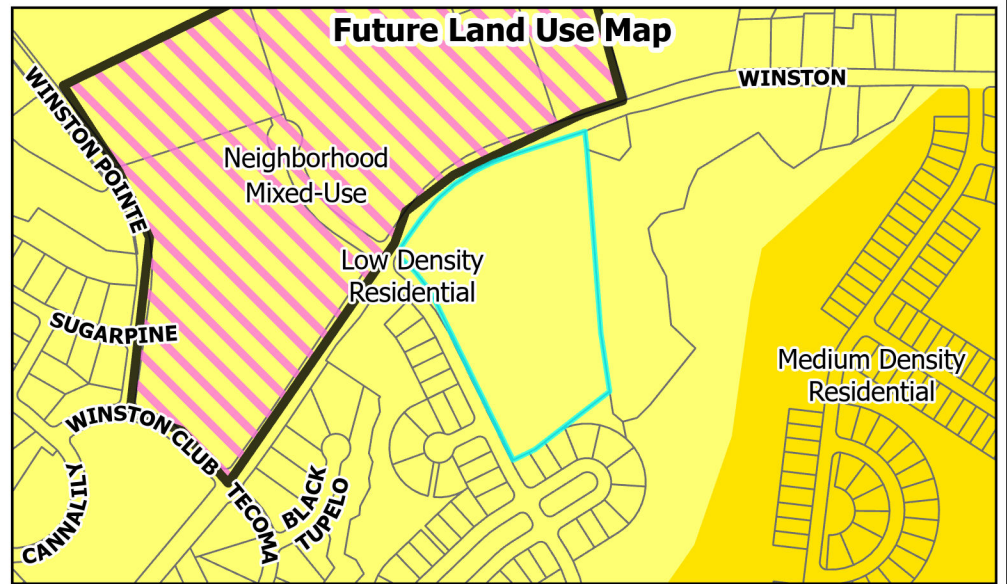 Future Land Use Map
WINSTON
WINSTON POINTE
Neighborhood
Mixed-Use
Low Density
Residential
SUGARPINE
Medium Density
Residential
WINSTON CLUB
TECOMA
BLACK
TUPELO
CANNALILY